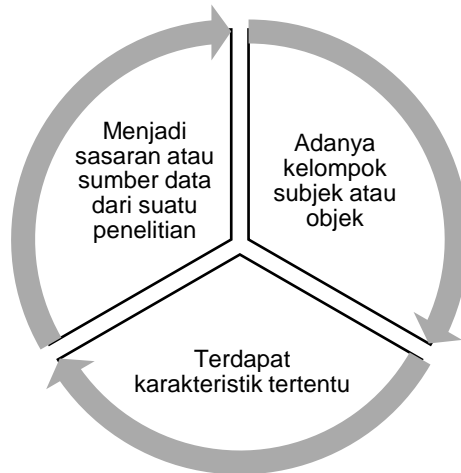 Menjadi
sasaran atau
sumber data
dari suatu
penelitian
Adanya
kelompok
subjek atau
objek
Terdapat
karakteristik tertentu